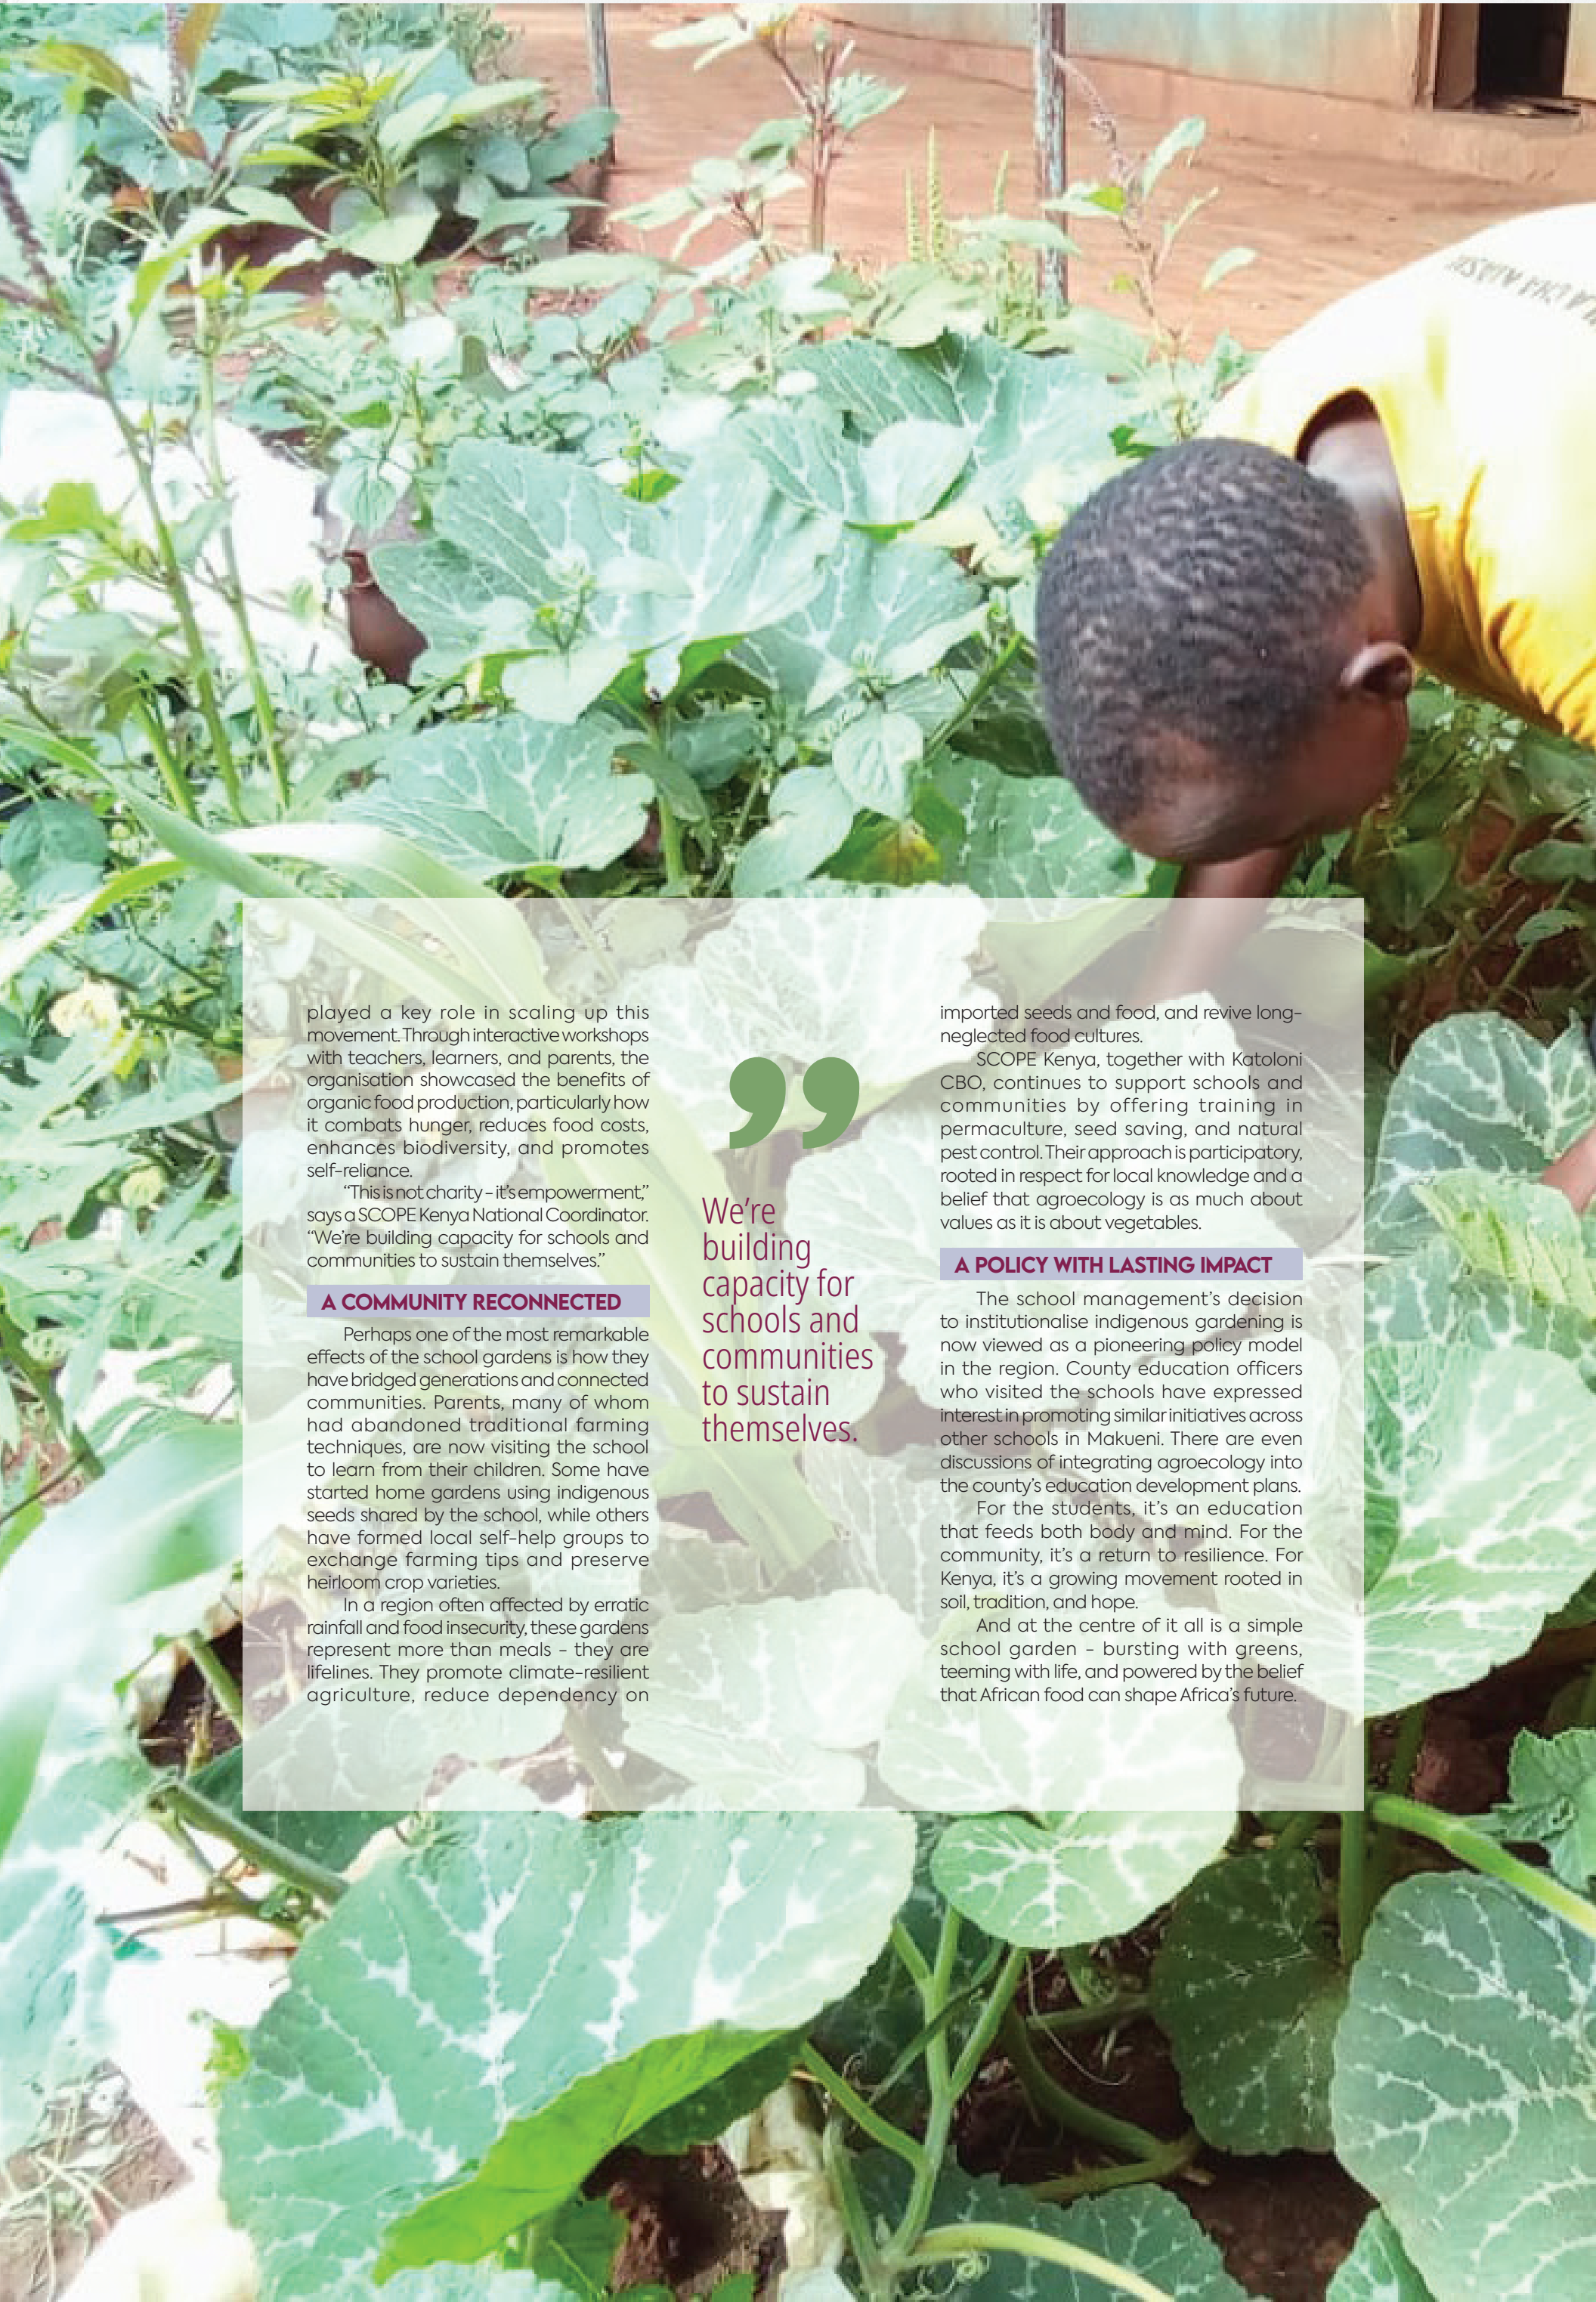 played a key role in scaling up this
movement. Through interactive workshops
with teachers, learners, and parents, the
organisation showcased the benefits of
organic food production, particularly how
it combats hunger, reduces food costs,
enhances biodiversity, and promotes
self-reliance.
“This is not charity – it’s empowerment,”
says a SCOPE Kenya National Coordinator.
“We’re building capacity for schools and
communities to sustain themselves.”
A COMMUNITY RECONNECTED
Perhaps one of the most remarkable
effects of the school gardens is how they
have bridged generations and connected
communities. Parents, many of whom
had abandoned traditional farming
techniques, are now visiting the school
to learn from their children. Some have
started home gardens using indigenous
seeds shared by the school, while others
have formed local self-help groups to
exchange farming tips and preserve
heirloom crop varieties.
In a region often affected by erratic
rainfall and food insecurity, these gardens
represent more than meals - they are
lifelines. They promote climate-resilient
agriculture, reduce dependency on
”
We’re
building
capacity for
schools and
communities
to sustain
themselves.
imported seeds and food, and revive long-
neglected food cultures.
SCOPE Kenya, together with Katoloni
CBO, continues to support schools and
communities by offering training in
permaculture, seed saving, and natural
pest control. Their approach is participatory,
rooted in respect for local knowledge and a
belief that agroecology is as much about
values as it is about vegetables.
A POLICY WITH LASTING IMPACT
The school management’s decision
to institutionalise indigenous gardening is
now viewed as a pioneering policy model
in the region. County education officers
who visited the schools have expressed
interest in promoting similar initiatives across
other schools in Makueni. There are even
discussions of integrating agroecology into
the county’s education development plans.
For the students, it’s an education
that feeds both body and mind. For the
community, it’s a return to resilience. For
Kenya, it’s a growing movement rooted in
soil, tradition, and hope.
And at the centre of it all is a simple
school garden - bursting with greens,
teeming with life, and powered by the belief
that African food can shape Africa’s future.